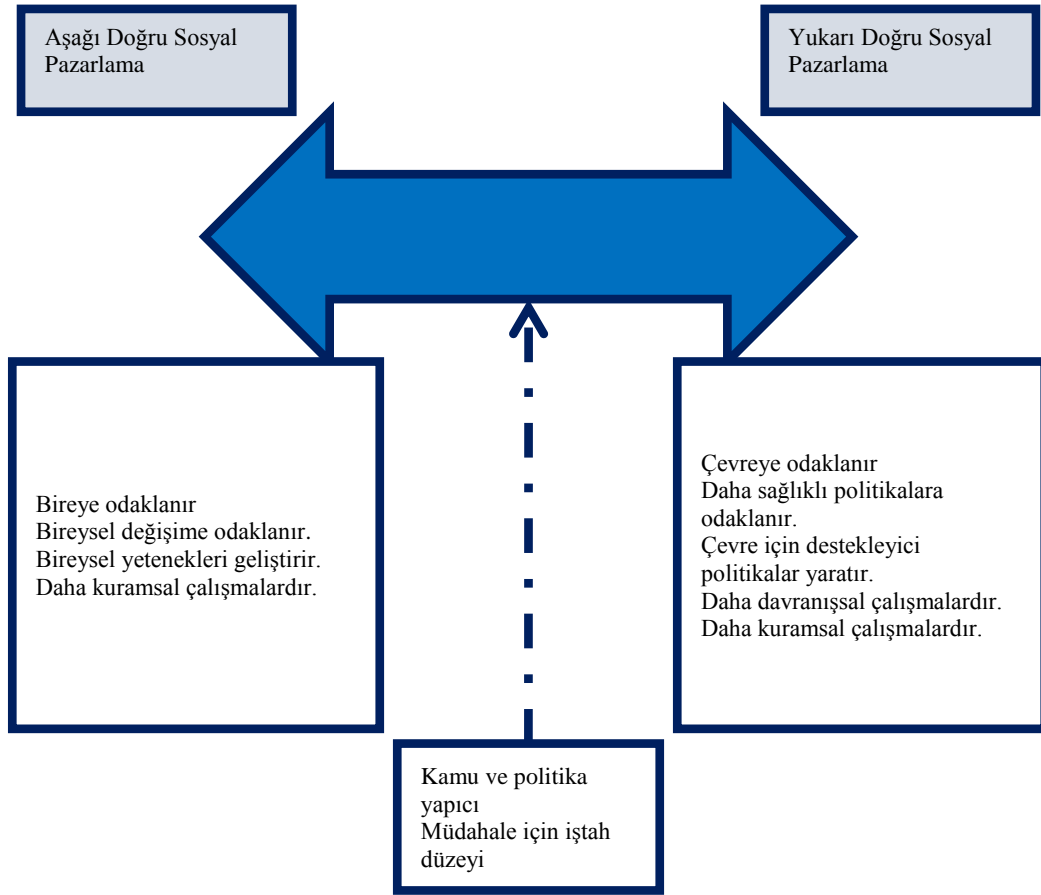 Aşağı Doğru Sosyal
Pazarlama
Yukarı Doğru Sosyal
Pazarlama
Bireye odaklanır
Bireysel değişime odaklanır.
Bireysel yetenekleri geliştirir.
Daha kuramsal çalışmalardır.
Çevreye odaklanır
Daha sağlıklı politikalara
odaklanır.
Çevre için destekleyici
politikalar yaratır.
Daha davranışsal çalışmalardır.
Daha kuramsal çalışmalardır.
Kamu ve politika
yapıcı
Müdahale için iştah
düzeyi